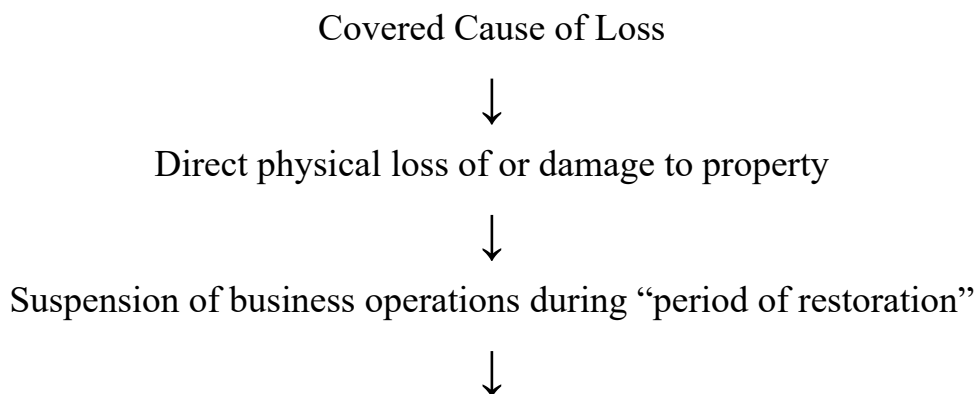 Covered Cause of Loss
↓
Direct physical loss of or damage to property
↓
Suspension of business operations during “period of restoration”
↓